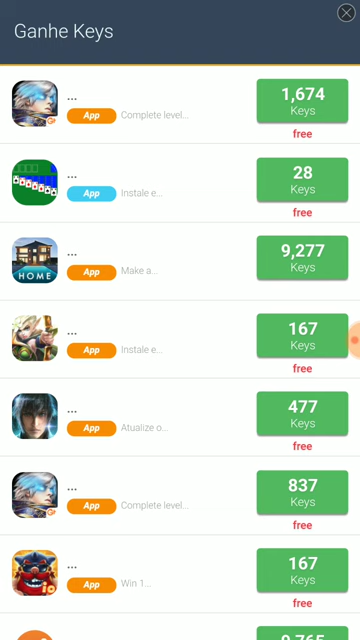 Ganhe Keys
...
App Complete level...
1,674
Keys
free
...
App Instale e...
28
Keys
free
HOME
...
App Make a...
9,277
Keys
...
App Instale e...
167
Keys
free
...
App Atualize o...
477
Keys
free
...
App Complete level...
837
Keys
free
...
App Win 1...
167
Keys
free
9,765